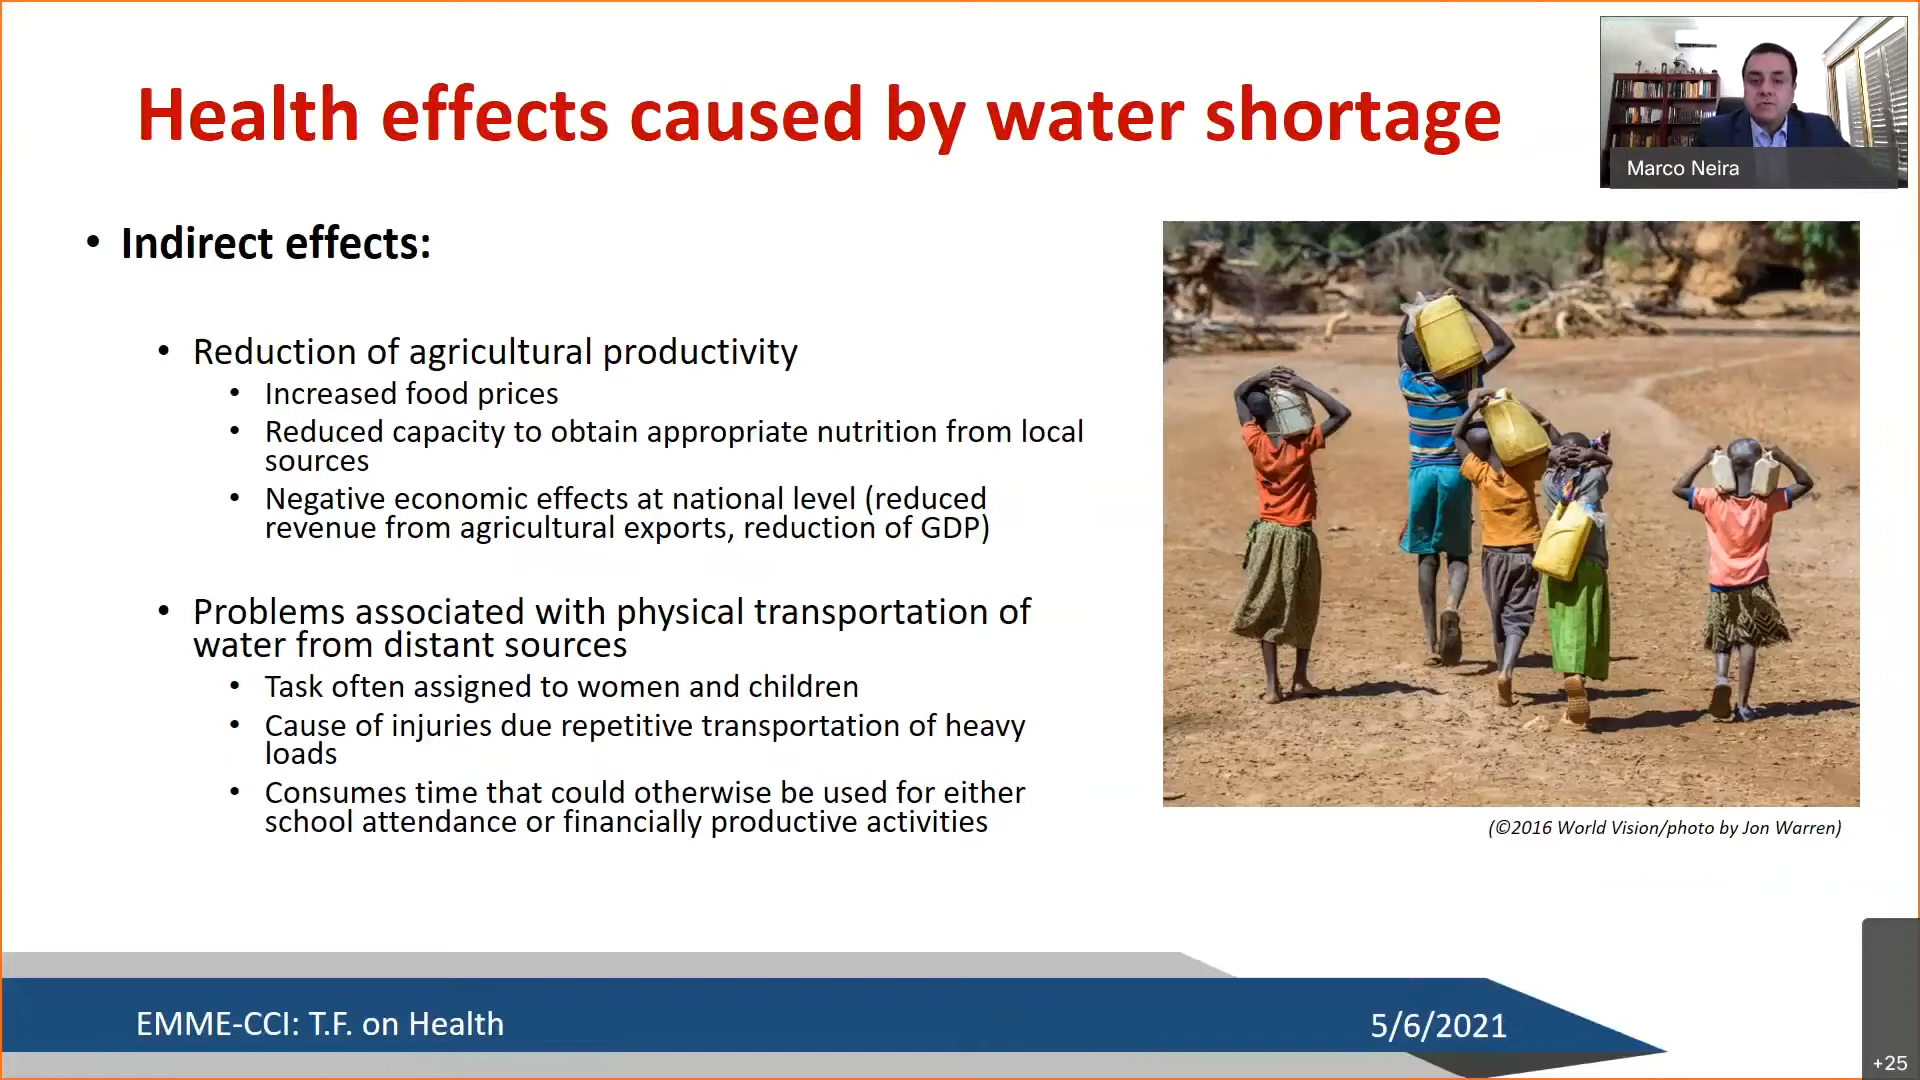 Health effects caused by water shortage
Marco Neira
• Indirect effects:
• Reduction of agricultural productivity
• Increased food prices
• Reduced capacity to obtain appropriate nutrition from local
sources
• Negative economic effects at national level (reduced
revenue from agricultural exports, reduction of GDP)
• Problems associated with physical transportation of
water from distant sources
• Task often assigned to women and children
• Cause of injuries due repetitive transportation of heavy
loads
• Consumes time that could otherwise be used for either
school attendance or financially productive activities
(©2016 World Vision/photo by Jon Warren)
EMME-CCI: T.F. on Health
5/6/2021
+25